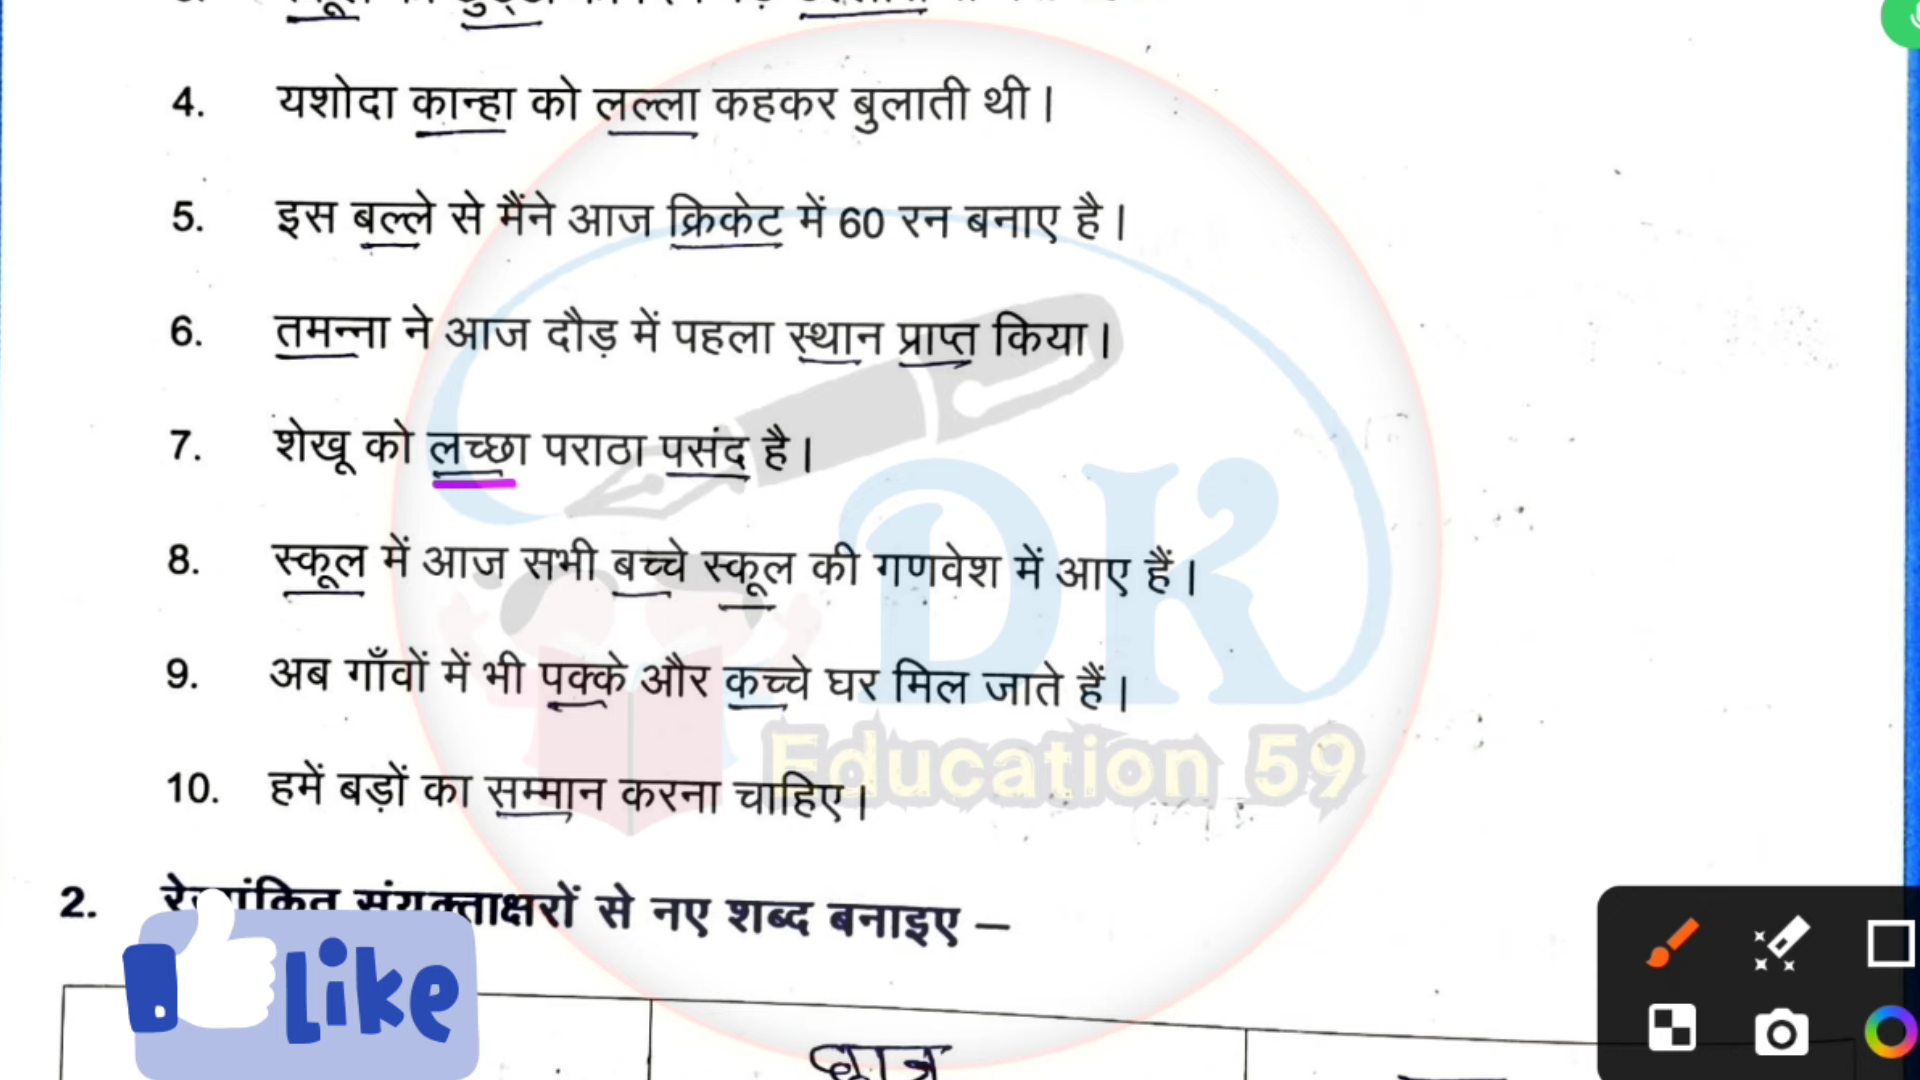 4. यशोदा कान्हा को लल्ला कहकर बुलाती थी।
5. इस बल्ले से मैंने आज क्रिकेट में 60 रन बनाए है।
6. तमन्ना ने आज दौड़ में पहला स्थान प्राप्त किया।
7. शेखू को लच्छा पराठा पसंद है।
8. स्कूल में आज सभी बच्चे स्कूल की गणवेश में आए हैं।
9. अब गाँवों में भी पक्के और कच्चे घर मिल जाते हैं।
DK
Education 59
10. हमें बड़ों का सम्मान करना चाहिए।
2. रेखांकित संयुक्ताक्षरों से नए शब्द बनाइए –
Like